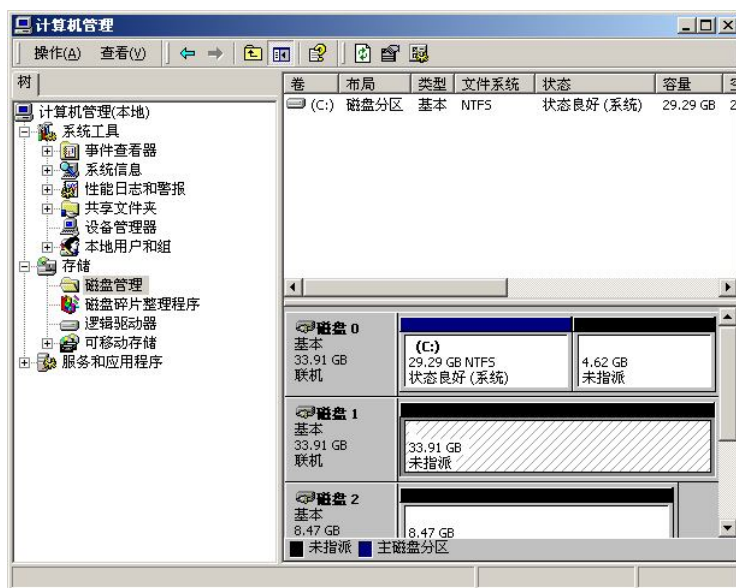 计算机管理
操作(A) 查看(V)
树
卷 布局 类型 文件系统 状态 容量
计算机管理(本地)
系统工具
事件查看器
系统信息
性能日志和警报
共享文件夹
设备管理器
本地用户和组
存储
磁盘管理
磁盘碎片整理程序
逻辑驱动器
可移动存储
服务和应用程序
(C:) 磁盘分区 基本 NTFS 状态良好 (系统) 29.29 GB 2
磁盘 0
基本
33.91 GB
联机
(C:)
29.29 GB NTFS
状态良好 (系统)
4.62 GB
未指派
磁盘 1
基本
33.91 GB
联机
33.91 GB
未指派
磁盘 2
基本
8.47 GB
8.47 GB
未指派 主磁盘分区